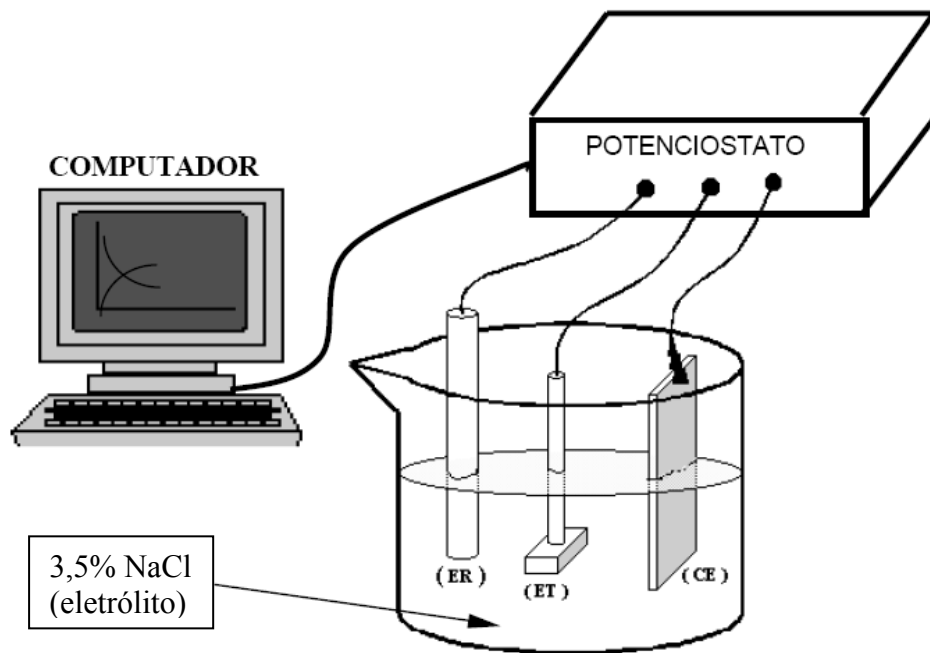 POTENCIOSTATO
COMPUTADOR
( ER )
( ET )
( CE )
3,5% NaCl
(eletrólito)